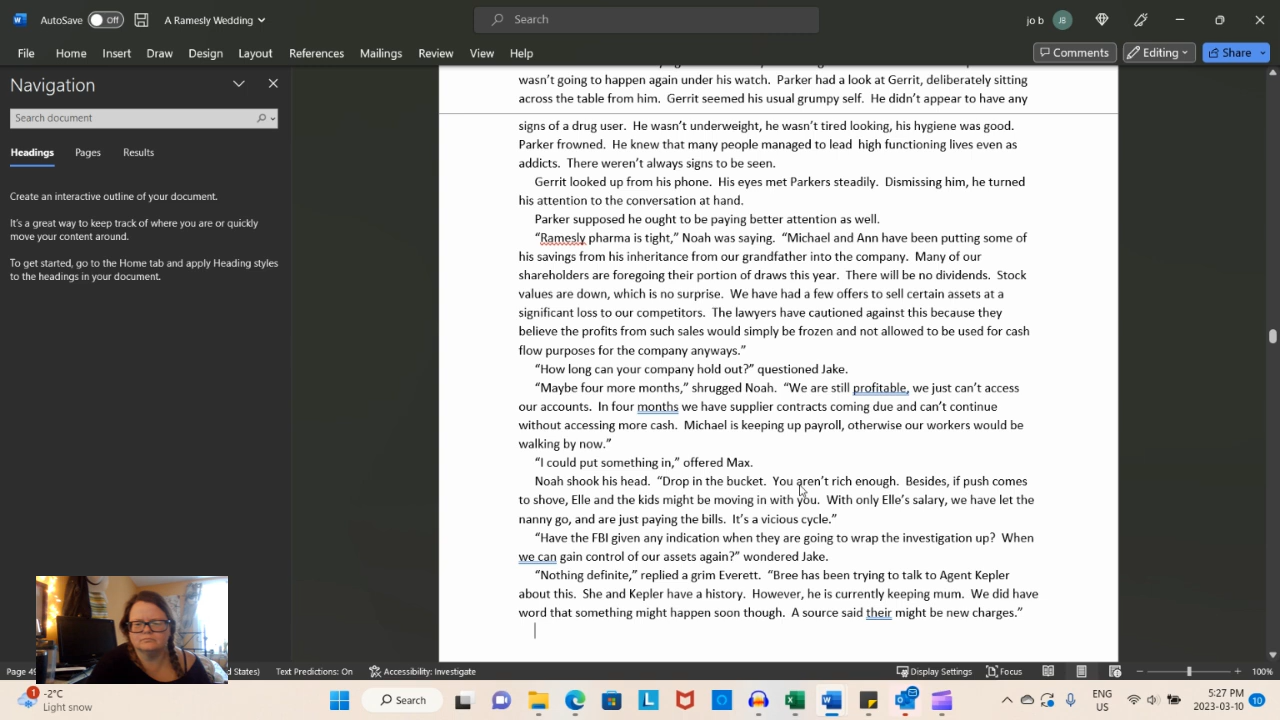 AutoSave Off A Ramesly Wedding Search jo b JB
File Home Insert Draw Design Layout References Mailings Review View Help Comments Editing Share
Navigation
Search document
Headings Pages Results
Create an interactive outline of your document.
It's a great way to keep track of where you are or quickly
move your content around.
To get started, go to the Home tab and apply Heading styles
to the headings in your document.
wasn't going to happen again under his watch. Parker had a look at Gerrit, deliberately sitting
across the table from him. Gerrit seemed his usual grumpy self. He didn't appear to have any
signs of a drug user. He wasn't underweight, he wasn't tired looking, his hygiene was good.
Parker frowned. He knew that many people managed to lead high functioning lives even as
addicts. There weren't always signs to be seen.
Gerrit looked up from his phone. His eyes met Parkers steadily. Dismissing him, he turned
his attention to the conversation at hand.
Parker supposed he ought to be paying better attention as well.
“Ramesly pharma is tight,” Noah was saying. “Michael and Ann have been putting some of
his savings from his inheritance from our grandfather into the company. Many of our
shareholders are foregoing their portion of draws this year. There will be no dividends. Stock
values are down, which is no surprise. We have had a few offers to sell certain assets at a
significant loss to our competitors. The lawyers have cautioned against this because they
believe the profits from such sales would simply be frozen and not allowed to be used for cash
flow purposes for the company anyways.”
“How long can your company hold out?” questioned Jake.
“Maybe four more months,” shrugged Noah. “We are still profitable, we just can't access
our accounts. In four months we have supplier contracts coming due and can't continue
without accessing more cash. Michael is keeping up payroll, otherwise our workers would be
walking by now.”
“I could put something in,” offered Max.
Noah shook his head. “Drop in the bucket. You aren't rich enough. Besides, if push comes
to shove, Elle and the kids might be moving in with you. With only Elle's salary, we have let the
nanny go, and are just paying the bills. It's a vicious cycle.”
“Have the FBI given any indication when they are going to wrap the investigation up? When
we can gain control of our assets again?” wondered Jake.
“Nothing definite,” replied a grim Everett. “Bree has been trying to talk to Agent Kepler
about this. She and Kepler have a history. However, he is currently keeping mum. We did have
word that something might happen soon though. A source said their might be new charges.”
Page 49 States) Text Predictions: On Accessibility: Investigate Display Settings Focus 100%
1 -2°C
Light snow
Search
ENG
US
5:27 PM
2023-03-10
10